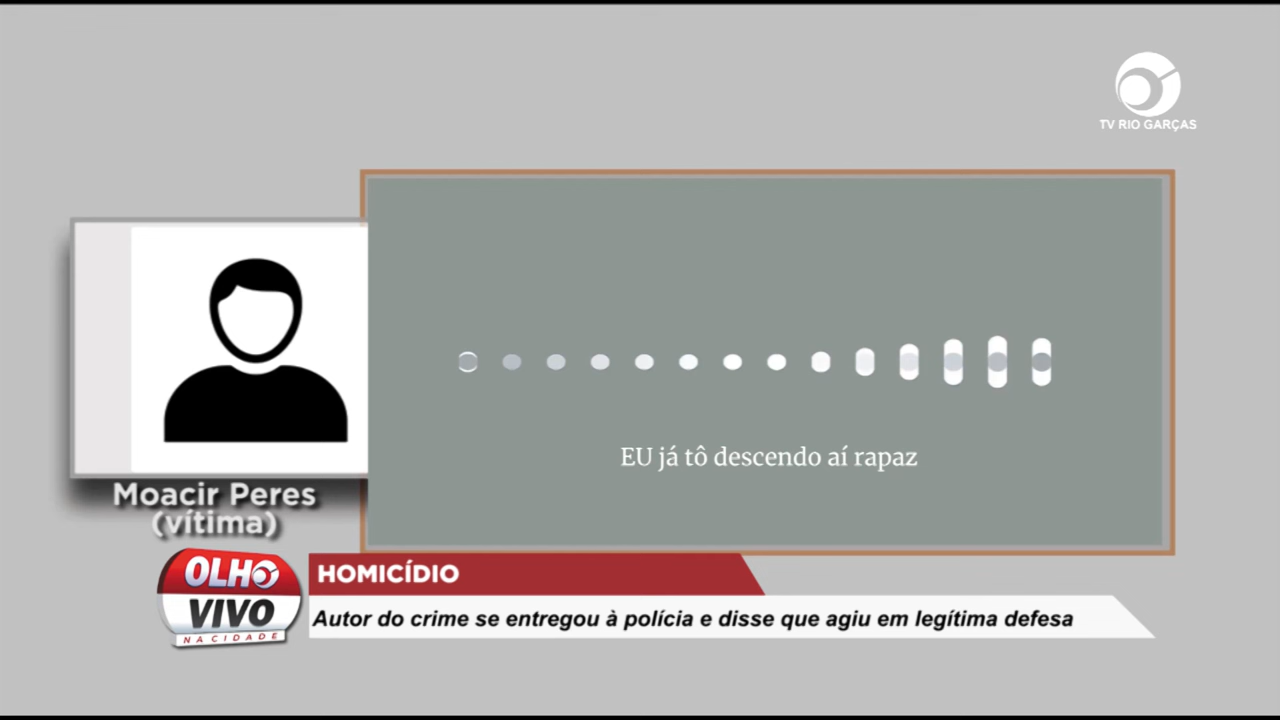 TV RIO GARÇAS
EU já tô descendo aí rapaz
Moacir Peres
(vítima)
OLHO
VIVO
NA CIDADE
HOMICÍDIO
Autor do crime se entregou à polícia e disse que agiu em legítima defesa